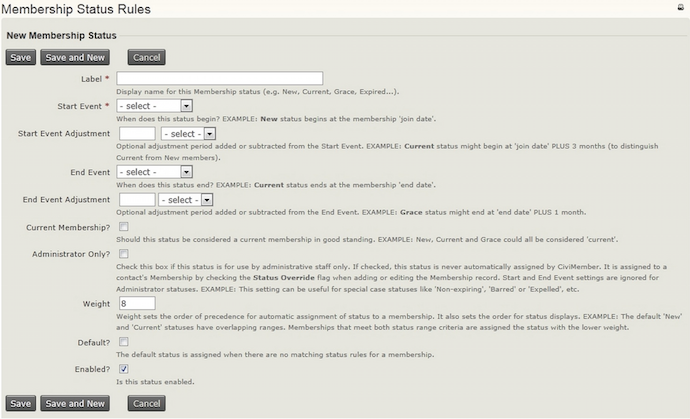 Membership Status Rules
New Membership Status
Save Save and New Cancel
Label *
Display name for this Membership status (e.g. New, Current, Grace, Expired...).
Start Event * - select -
When does this status begin? EXAMPLE: New status begins at the membership 'join date'.
Start Event Adjustment - select -
Optional adjustment period added or subtracted from the Start Event. EXAMPLE: Current status might begin at 'join date' PLUS 3 months (to distinguish
Current from New members).
End Event - select -
When does this status end? EXAMPLE: Current status ends at the membership 'end date'.
End Event Adjustment - select -
Optional adjustment period added or subtracted from the End Event. EXAMPLE: Grace status might end at 'end date' PLUS 1 month.
Current Membership?
Should this status be considered a current membership in good standing. EXAMPLE: New, Current and Grace could all be considered 'current'.
Administrator Only?
Check this box if this status is for use by administrative staff only. If checked, this status is never automatically assigned by CiviMember. It is assigned to a
contact's Membership by checking the Status Override flag when adding or editing the Membership record. Start and End Event settings are ignored for
Administrator statuses. EXAMPLE: This setting can be useful for special case statuses like 'Non-expiring', 'Barred' or 'Expelled', etc.
Weight 8
Weight sets the order of precedence for automatic assignment of status to a membership. It also sets the order for status displays. EXAMPLE: The default 'New'
and 'Current' statuses have overlapping ranges. Memberships that meet both status range criteria are assigned the status with the lower weight.
Default?
The default status is assigned when there are no matching status rules for a membership.
Enabled?
Is this status enabled.
Save Save and New Cancel